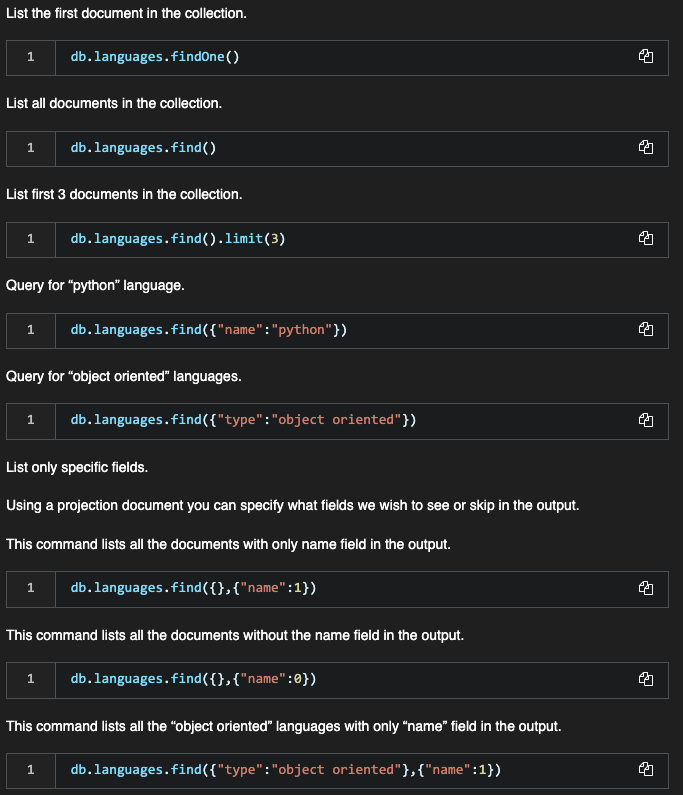 List the first document in the collection.
1 db.languages.findOne()
List all documents in the collection.
1 db.languages.find()
List first 3 documents in the collection.
1 db.languages.find().limit(3)
Query for “python” language.
1 db.languages.find({"name":"python"})
Query for “object oriented” languages.
1 db.languages.find({"type":"object oriented"})
List only specific fields.
Using a projection document you can specify what fields we wish to see or skip in the output.
This command lists all the documents with only name field in the output.
1 db.languages.find({},{"name":1})
This command lists all the documents without the name field in the output.
1 db.languages.find({},{"name":0})
This command lists all the “object oriented” languages with only “name” field in the output.
1 db.languages.find({"type":"object oriented"},{"name":1})